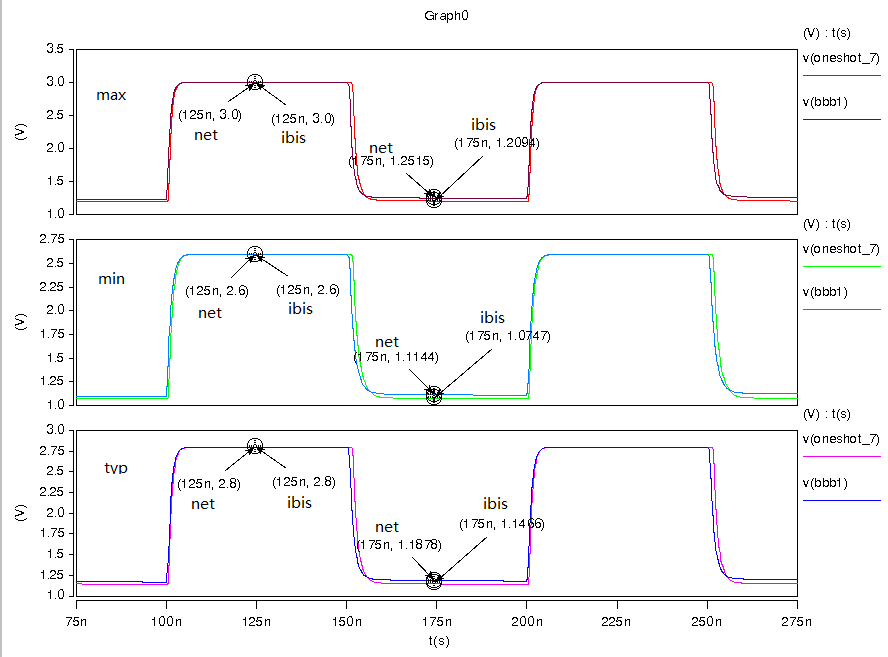 Graph0
(V) : t(s)
v(oneshot_7)
v(bbb1)
(V)
3.5
3.0
2.5
2.0
1.5
1.0
max
(125n, 3.0)
net
(125n, 3.0)
ibis
net
(175n, 1.2515)
ibis
(175n, 1.2094)
(V) : t(s)
v(oneshot_7)
v(bbb1)
(V)
2.75
2.5
2.25
2.0
1.75
1.5
1.25
1.0
min
(125n, 2.6)
net
(125n, 2.6)
ibis
net
(175n, 1.1144)
ibis
(175n, 1.0747)
(V) : t(s)
v(oneshot_7)
v(bbb1)
(V)
3.0
2.75
2.5
2.25
2.0
1.75
1.5
1.25
1.0
typ
(125n, 2.8)
net
(125n, 2.8)
ibis
net
(175n, 1.1878)
ibis
(175n, 1.1466)
75n 100n 125n 150n 175n 200n 225n 250n 275n
t(s)